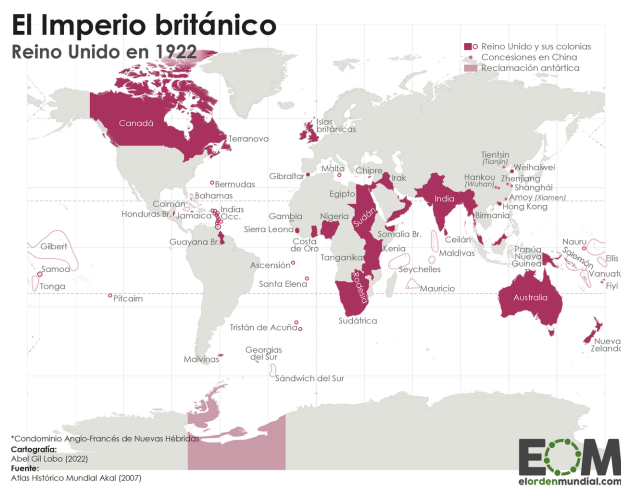 El Imperio británico
Reino Unido en 1922
Reino Unido y sus colonias
Concesiones en China
Reclamación antártica
Canadá
Terranova
Islas
británicas
Bermudas
Bahamas
Caimán
Jamaica
Honduras Br.
Indias
Occ.
Guayana Br.
Gibraltar
Malta
Chipre
Irak
Egipto
Sudán
Gambia
Sierra Leona
Costa
de Oro
Nigeria
Somalia Br.
Kenia
Tanganika
Rodesia
Sudáfrica
Seychelles
Mauricio
Maldivas
Ceilán
India
Birmania
Tientsin
(Tianjin)
Weihaiwei
Hankou
(Wuhan)
Zhenjiang
Shanghái
Amoy (Xiamen)
Hong Kong
Papúa
Nueva
Guinea
Nauru
Salomón
Ellis
Vanuatu
Fiyi
Australia
Nueva
Zeland
Gilbert
Samoa
Tonga
Pitcairn
Ascensión
Santa Elena
Tristán de Acuña
Malvinas
Georgias
del Sur
Sándwich del Sur
*Condominio Anglo-Francés de Nuevas Hébridas
Cartografía:
Abel Gil Lobo (2022)
Fuente:
Atlas Histórico Mundial Akal (2007)
EOM
elordenmundial.com